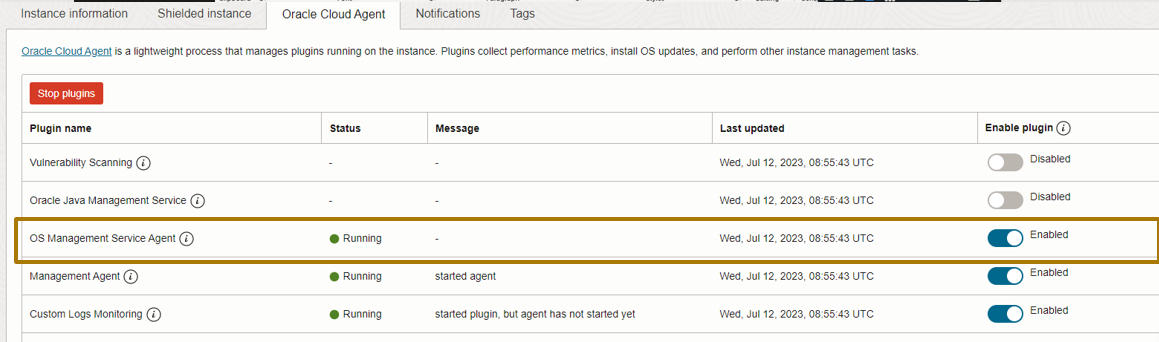 Instance information Shielded instance Oracle Cloud Agent Notifications Tags
Oracle Cloud Agent is a lightweight process that manages plugins running on the instance. Plugins collect performance metrics, install OS updates, and perform other instance management tasks.
Stop plugins
Plugin name Status Message Last updated Enable plugin i
Vulnerability Scanning i - - Wed, Jul 12, 2023, 08:55:43 UTC Disabled
Oracle Java Management Service i - - Wed, Jul 12, 2023, 08:55:43 UTC Disabled
OS Management Service Agent i Running - Wed, Jul 12, 2023, 08:55:43 UTC Enabled
Management Agent i Running started agent Wed, Jul 12, 2023, 08:55:43 UTC Enabled
Custom Logs Monitoring i Running started plugin, but agent has not started yet Wed, Jul 12, 2023, 08:55:43 UTC Enabled